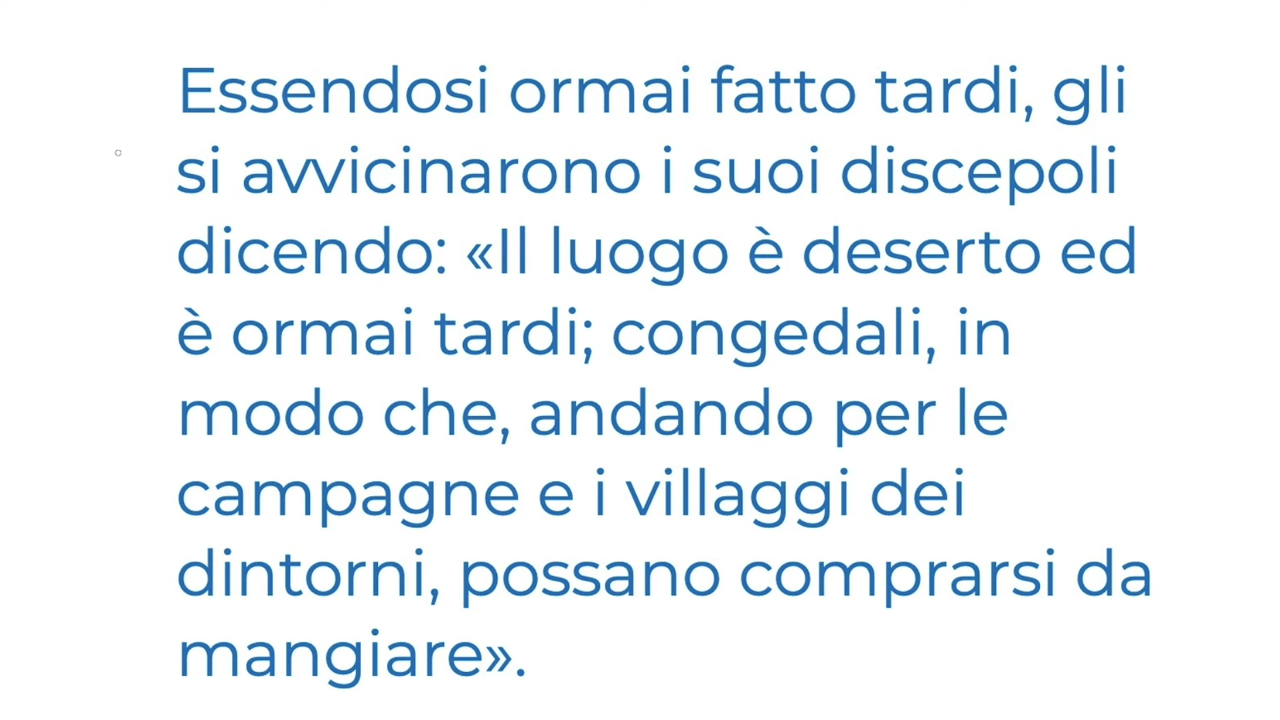 Essendosi ormai fatto tardi, gli
si avvicinarono i suoi discepoli
dicendo: «Il luogo è deserto ed
è ormai tardi; congedali, in
modo che, andando per le
campagne e i villaggi dei
dintorni, possano comprarsi da
mangiare».